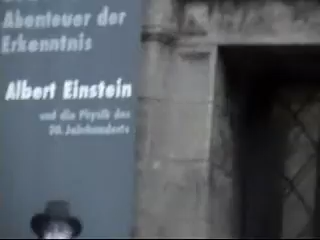 Abenteuer der
Erkenntnis
Albert Einstein
und die Physik des
20. Jahrhunderts